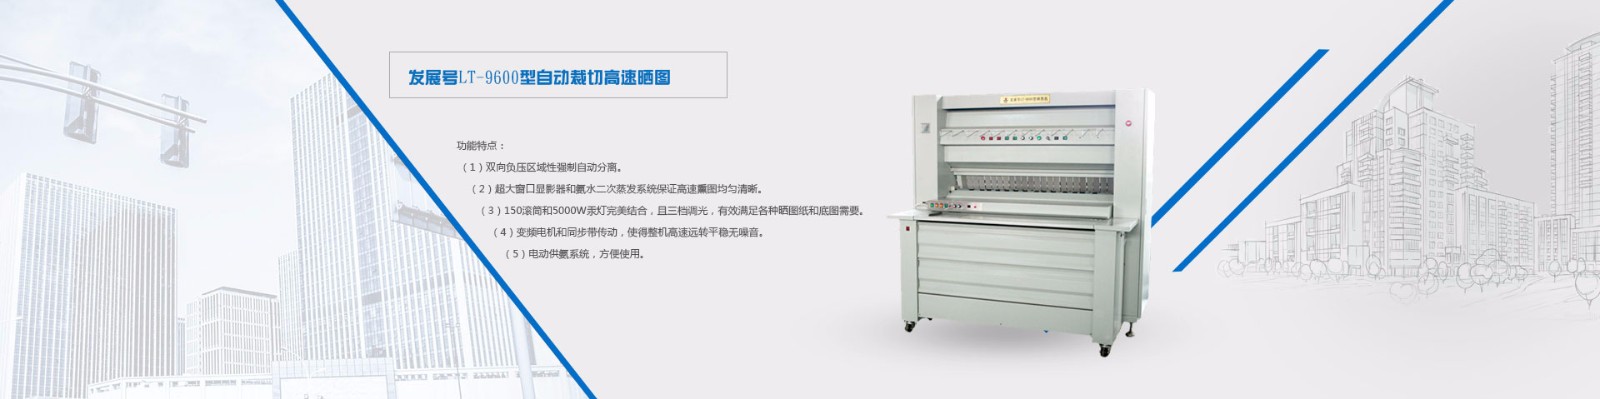 发展号LT-9600型自动裁切高速晒图
功能特点：
（1）双向负压区域性强制自动分离。
（2）超大窗口显影器和氨水二次蒸发系统保证高速熏图均匀清晰。
（3）150滚筒和5000W汞灯完美结合，且三档调光，有效满足各种晒图纸和底图需要。
（4）变频电机和同步带传动，使得整机高速远转平稳无噪音。
（5）电动供氨系统，方便使用。